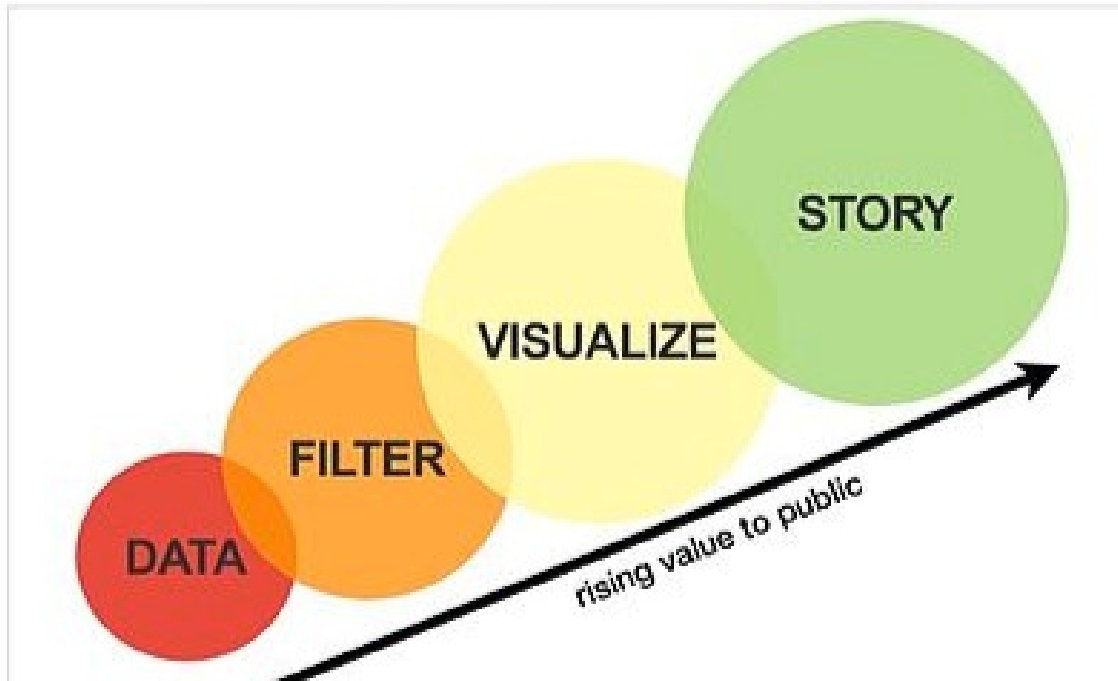 DATA
FILTER
VISUALIZE
STORY
rising value to public